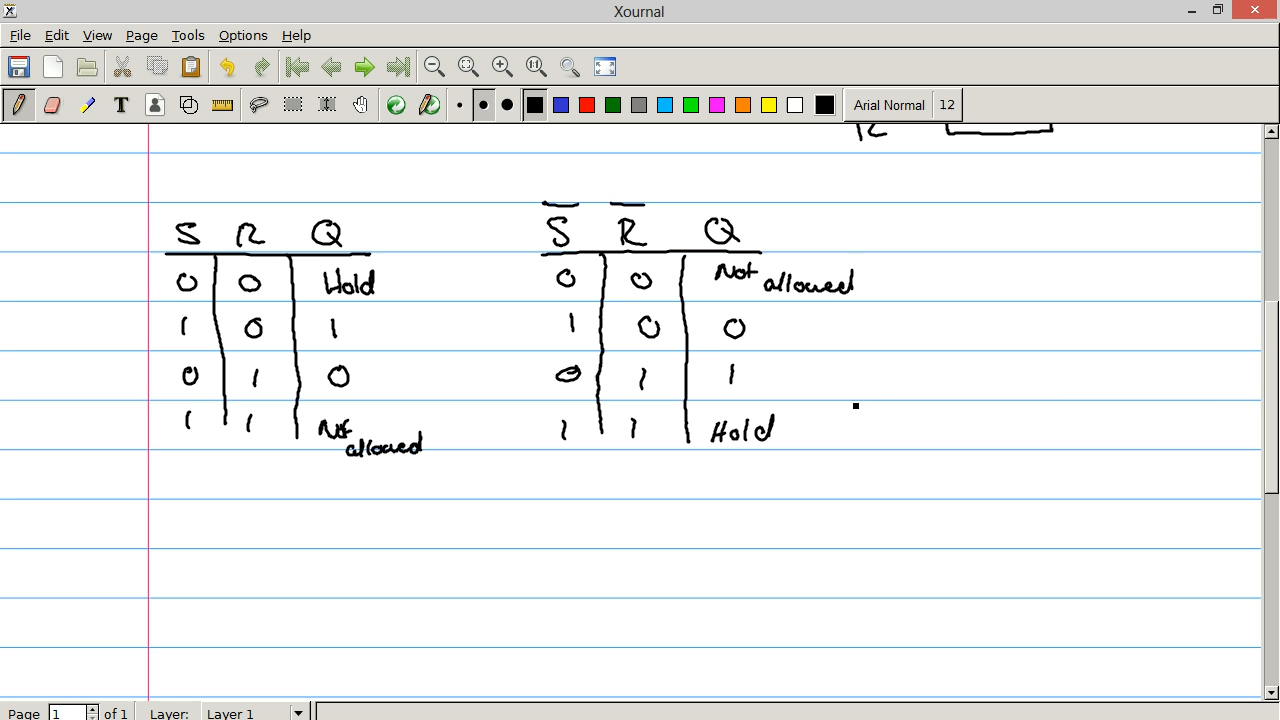 Xournal
File Edit View Page Tools Options Help
T Arial Normal 12
R
S R Q
0 0 Hold
1 0 1
0 1 0
1 1 Not allowed
S̅ R̅ Q
0 0 Not allowed
1 0 0
0 1 1
1 1 Hold
Page 1 of 1 Layer: Layer 1